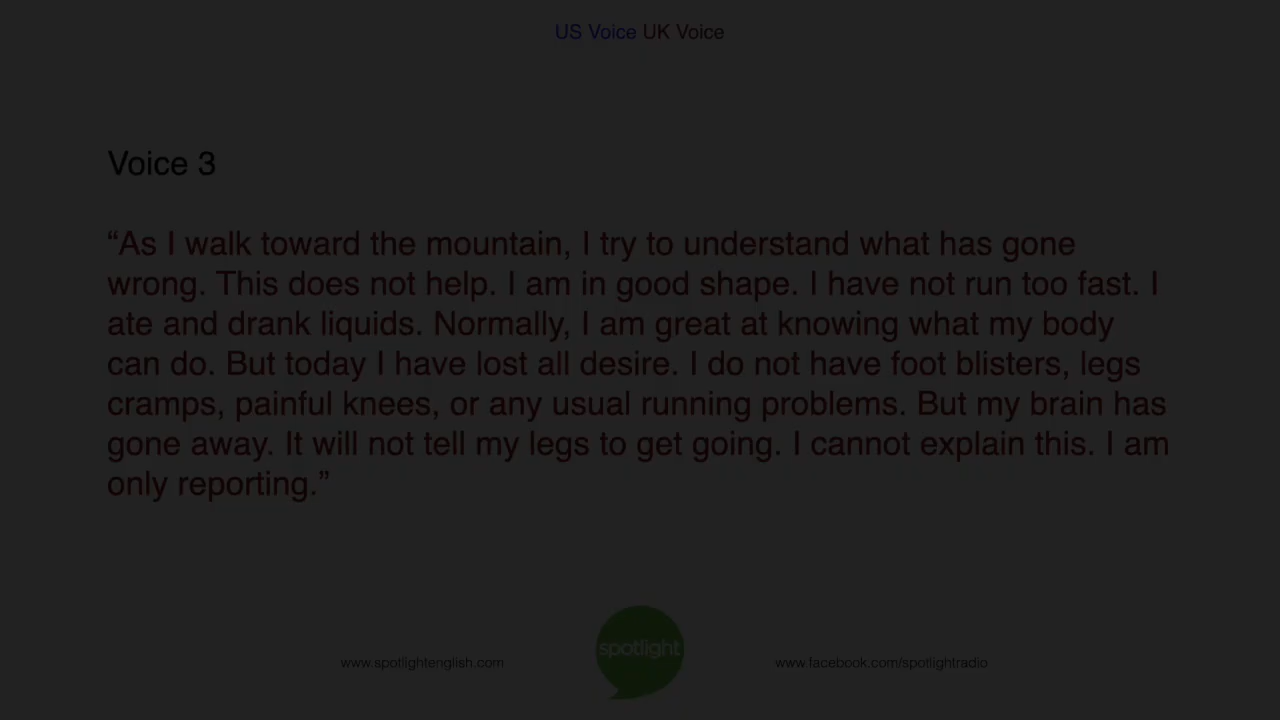 US Voice UK Voice
Voice 3
“As I walk toward the mountain, I try to understand what has gone
wrong. This does not help. I am in good shape. I have not run too fast. I
ate and drank liquids. Normally, I am great at knowing what my body
can do. But today I have lost all desire. I do not have foot blisters, legs
cramps, painful knees, or any usual running problems. But my brain has
gone away. It will not tell my legs to get going. I cannot explain this. I am
only reporting.”
spotlight
www.spotlightenglish.com
www.facebook.com/spotlightradio